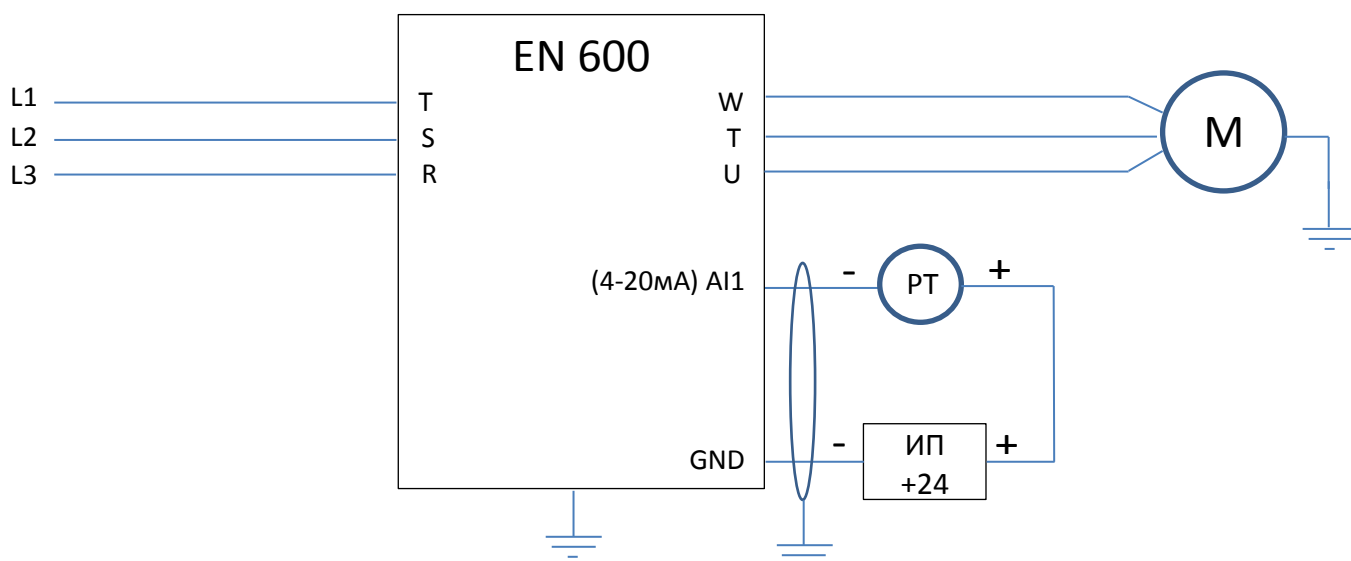 EN 600
L1 T W
L2 S T M
L3 R U
(4-20мА) AI1 - PT +
GND - ИП +
+24